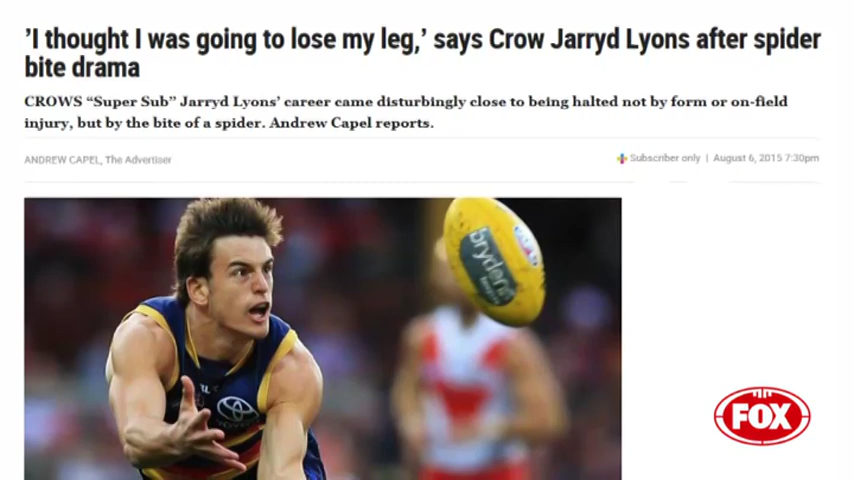 'I thought I was going to lose my leg,' says Crow Jarryd Lyons after spider
bite drama
CROWS “Super Sub” Jarryd Lyons’ career came disturbingly close to being halted not by form or on-field
injury, but by the bite of a spider. Andrew Capel reports.
ANDREW CAPEL, The Advertiser
Subscriber only | August 6, 2015 7:30pm
brydens
TOYOTA
FOX